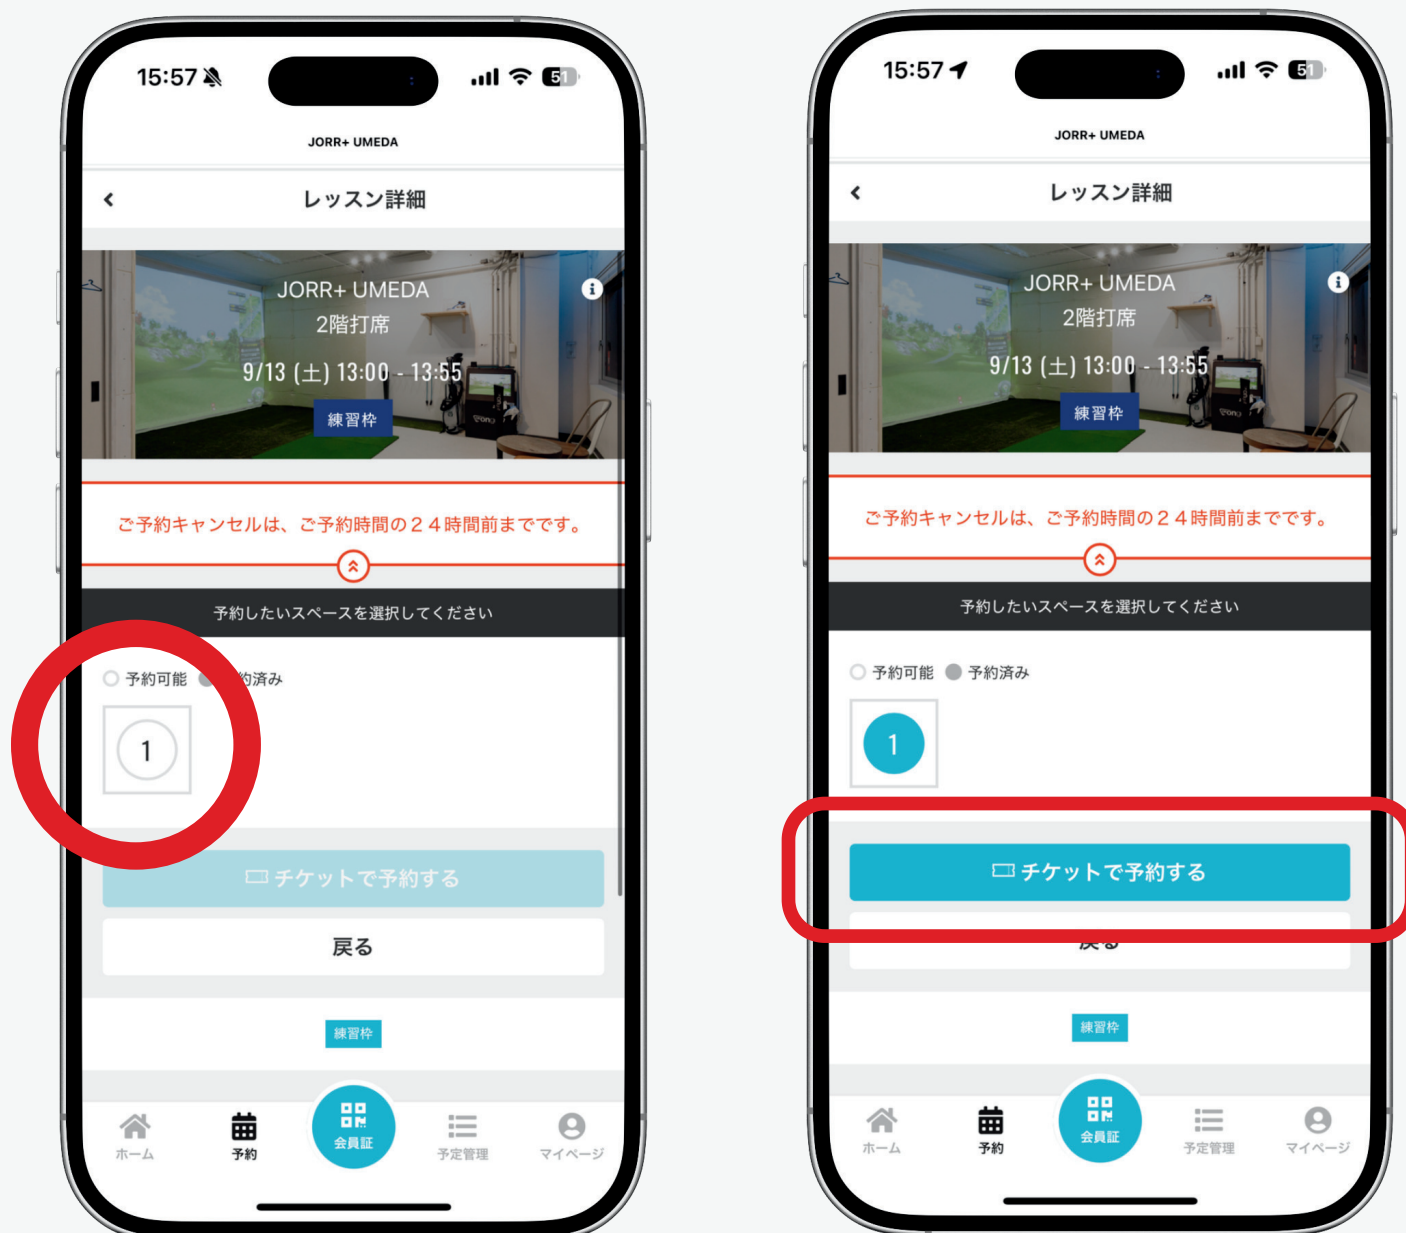 15:57
51
JORR+ UMEDA
レッスン詳細
JORR+ UMEDA
2階打席
9/13 (土) 13:00 - 13:55
練習枠
ご予約キャンセルは、ご予約時間の２４時間前までです。
予約したいスペースを選択してください
予約可能 約済み
1
チケットで予約する
戻る
練習枠
ホーム
予約
会員証
予定管理
マイページ
15:57
51
JORR+ UMEDA
レッスン詳細
JORR+ UMEDA
2階打席
9/13 (土) 13:00 - 13:55
練習枠
ご予約キャンセルは、ご予約時間の２４時間前までです。
予約したいスペースを選択してください
予約可能 予約済み
1
チケットで予約する
戻る
練習枠
ホーム
予約
会員証
予定管理
マイページ